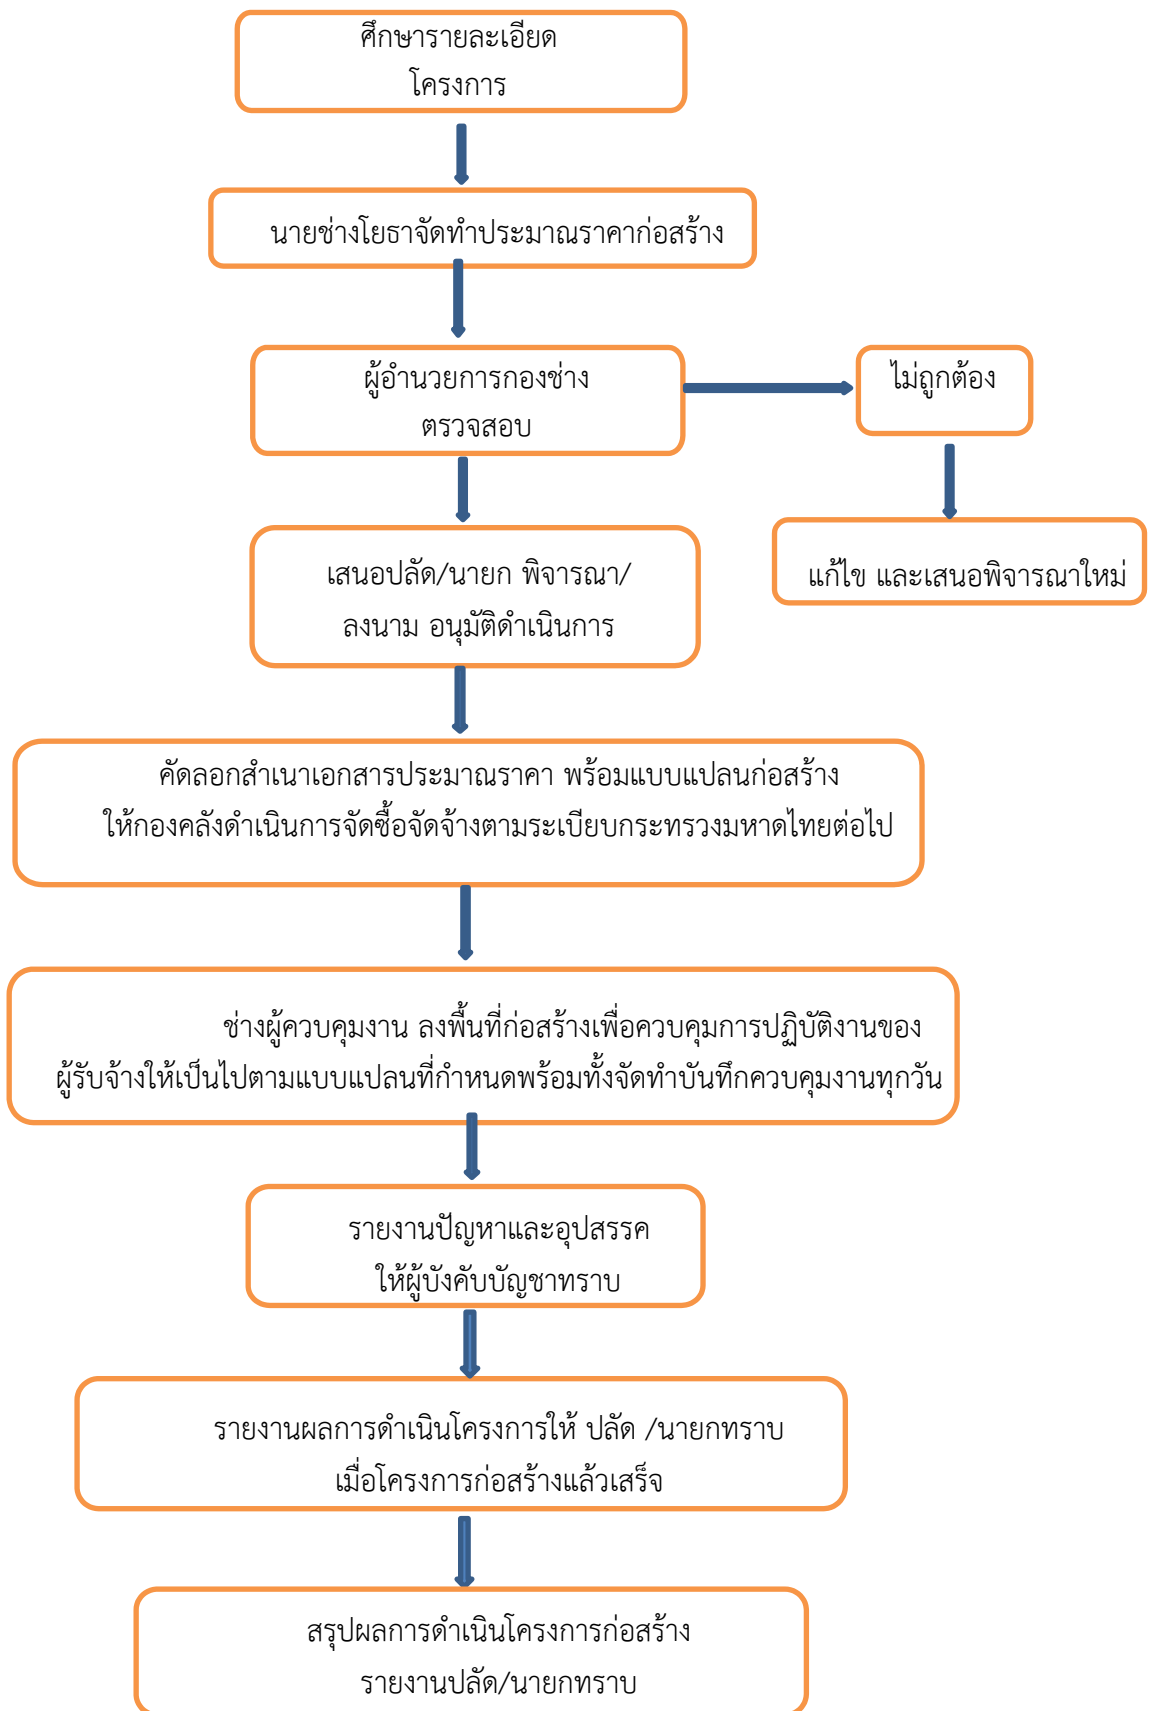 ศึกษารายละเอียด
โครงการ
นายช่างโยธาจัดทำประมาณราคาก่อสร้าง
ผู้อำนวยการกองช่าง
ตรวจสอบ
ไม่ถูกต้อง
แก้ไข และเสนอพิจารณาใหม่
เสนอปลัด/นายก พิจารณา/
ลงนาม อนุมัติดำเนินการ
คัดลอกสำเนาเอกสารประมาณราคา พร้อมแบบแปลนก่อสร้าง
ให้กองคลังดำเนินการจัดซื้อจัดจ้างตามระเบียบกระทรวงมหาดไทยต่อไป
ช่างผู้ควบคุมงาน ลงพื้นที่ก่อสร้างเพื่อควบคุมการปฏิบัติงานของ
ผู้รับจ้างให้เป็นไปตามแบบแปลนที่กำหนดพร้อมทั้งจัดทำบันทึกควบคุมงานทุกวัน
รายงานปัญหาและอุปสรรค
ให้ผู้บังคับบัญชาทราบ
รายงานผลการดำเนินโครงการให้ ปลัด /นายกทราบ
เมื่อโครงการก่อสร้างแล้วเสร็จ
สรุปผลการดำเนินโครงการก่อสร้าง
รายงานปลัด/นายกทราบ